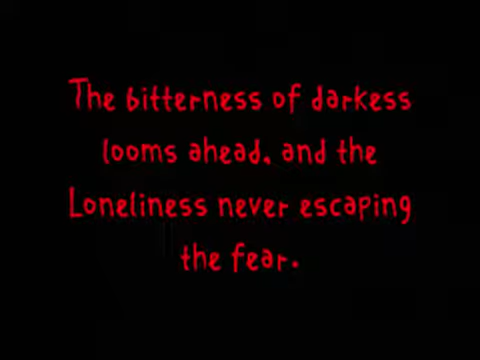 The bitterness of darkess
looms ahead. and the
Loneliness never escaping
the fear.